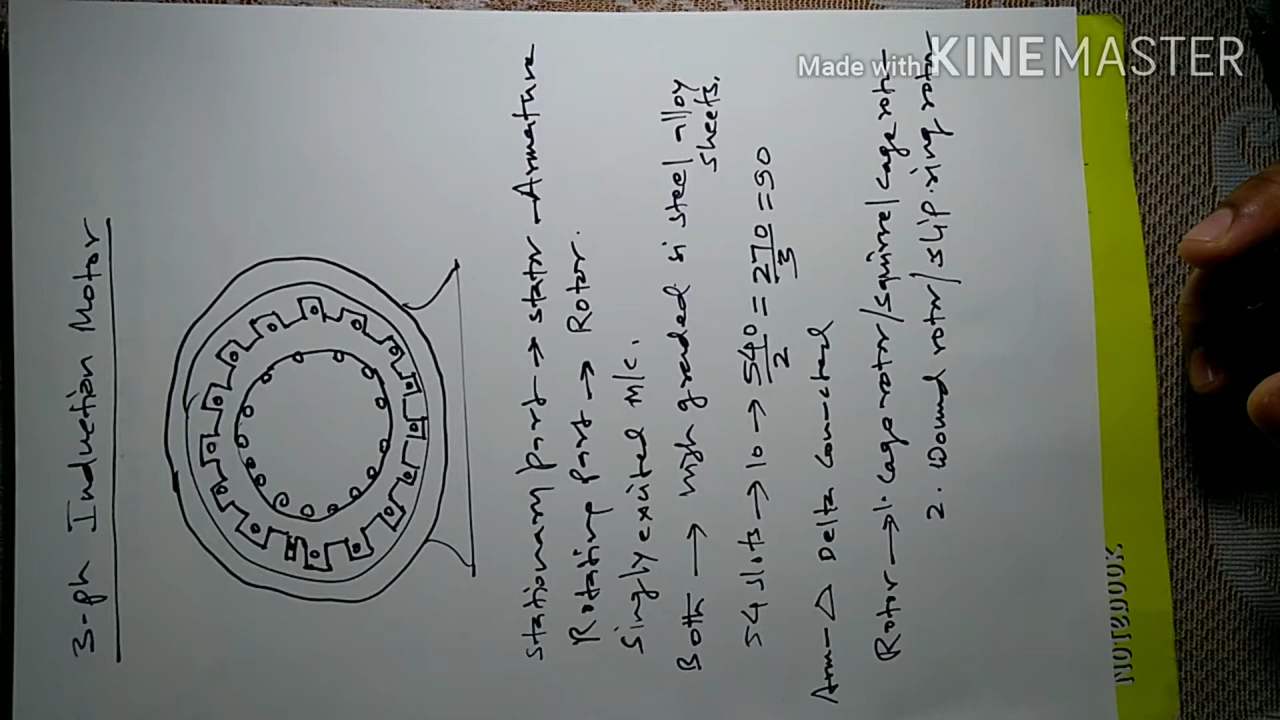 3-ph Induction Motor
Stationary part → stator - Armature
Rotating part → Rotor.
Singly excited M/c.
Both → high graded si steel alloy
sheets.
54 slots → 10 → 540/2 = 270/3 = 90
Arm - △ Delta connected
Rotor → 1. Cage rotor/squirrel cage rotor
2. Wound rotor/slip.ring rotor
Made with KINEMASTER
NOTEBOOK